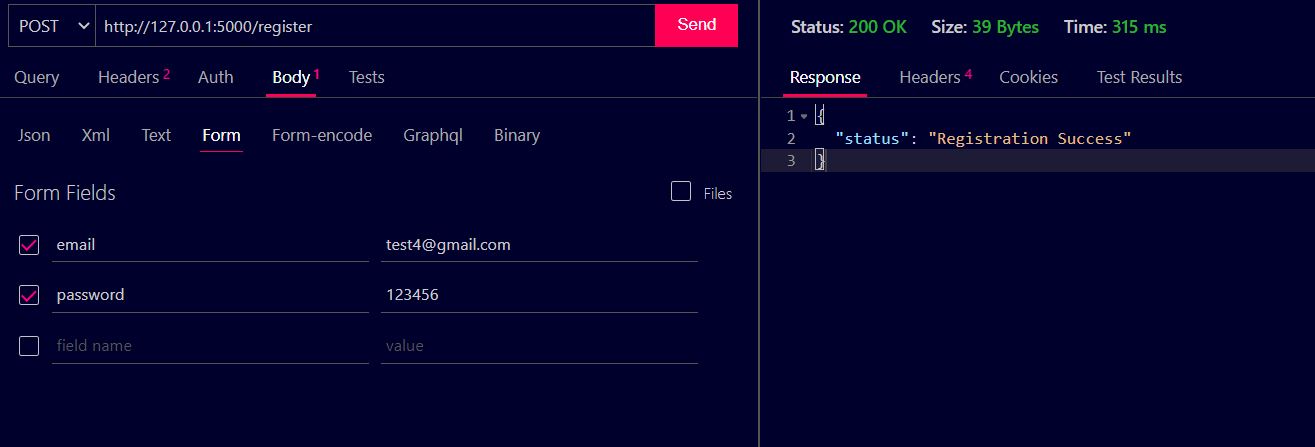 POST http://127.0.0.1:5000/register Send
Query Headers 2 Auth Body 1 Tests
Json Xml Text Form Form-encode Graphql Binary
Form Fields Files
email test4@gmail.com
password 123456
field name value
Status: 200 OK Size: 39 Bytes Time: 315 ms
Response Headers 4 Cookies Test Results
1 {
2 "status": "Registration Success"
3 }